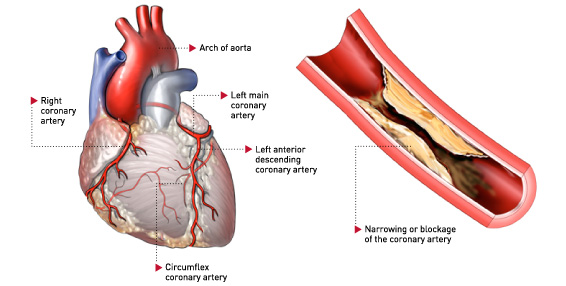 Arch of aorta
Left main
coronary
artery
Right
coronary
artery
Left anterior
descending
coronary artery
Circumflex
coronary artery
Narrowing or blockage
of the coronary artery